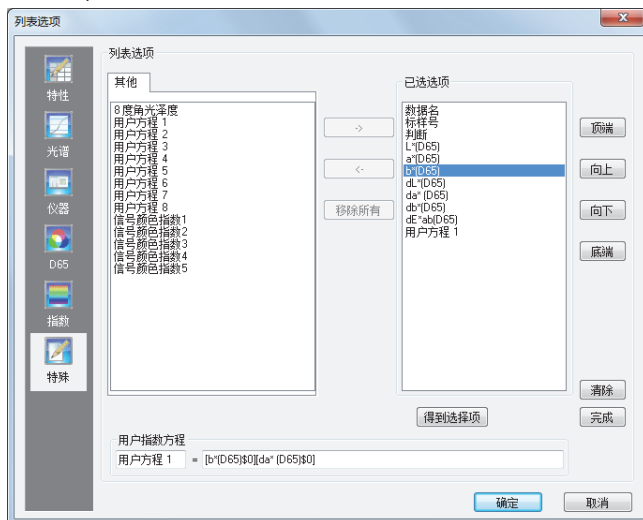 列表选项
列表选项
特性
光谱
仪器
D65
指数
特殊
其他
8 度角光泽度
用户方程 1
用户方程 2
用户方程 3
用户方程 4
用户方程 5
用户方程 6
用户方程 7
用户方程 8
信号颜色指数1
信号颜色指数2
信号颜色指数3
信号颜色指数4
信号颜色指数5
->
<-
移除所有
已选选项
数据名
标样号
判断
L*(D65)
a*(D65)
b*(D65)
dL*(D65)
da* (D65)
db*(D65)
dE*ab(D65)
用户方程 1
顶端
向上
向下
底端
清除
得到选择项
完成
用户指数方程
用户方程 1 = [b*(D65)$0][da* (D65)$0]
确定
取消